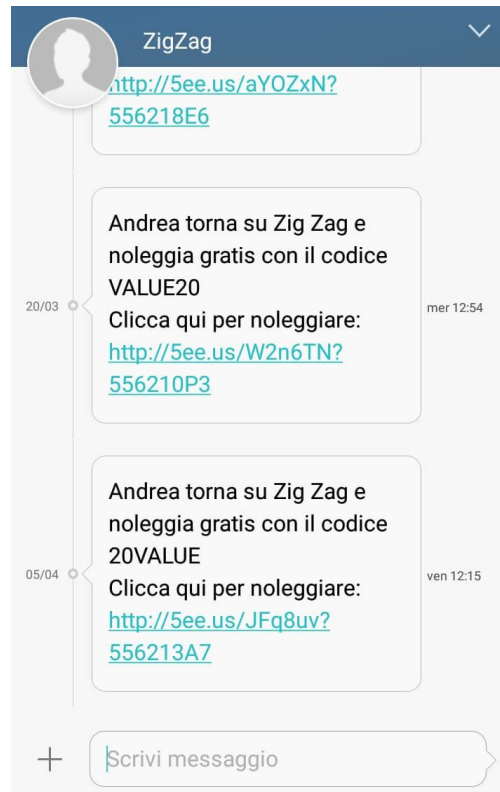 ZigZag
http://5ee.us/aYOZxN?
556218E6
Andrea torna su Zig Zag e
noleggia gratis con il codice
VALUE20
20/03
mer 12:54
Clicca qui per noleggiare:
http://5ee.us/W2n6TN?
556210P3
Andrea torna su Zig Zag e
noleggia gratis con il codice
20VALUE
05/04
ven 12:15
Clicca qui per noleggiare:
http://5ee.us/JFq8uv?
556213A7
Scrivi messaggio